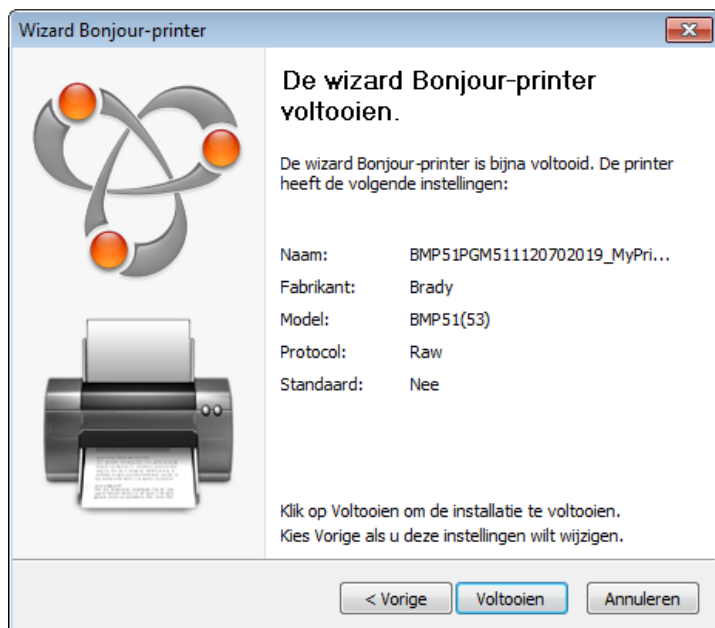 Wizard Bonjour-printer
De wizard Bonjour-printer
voltooien.
De wizard Bonjour-printer is bijna voltooid. De printer
heeft de volgende instellingen:
Naam: BMP51PGM511120702019_MyPri...
Fabrikant: Brady
Model: BMP51(53)
Protocol: Raw
Standaard: Nee
Klik op Voltooien om de installatie te voltooien.
Kies Vorige als u deze instellingen wilt wijzigen.
< Vorige Voltooien Annuleren